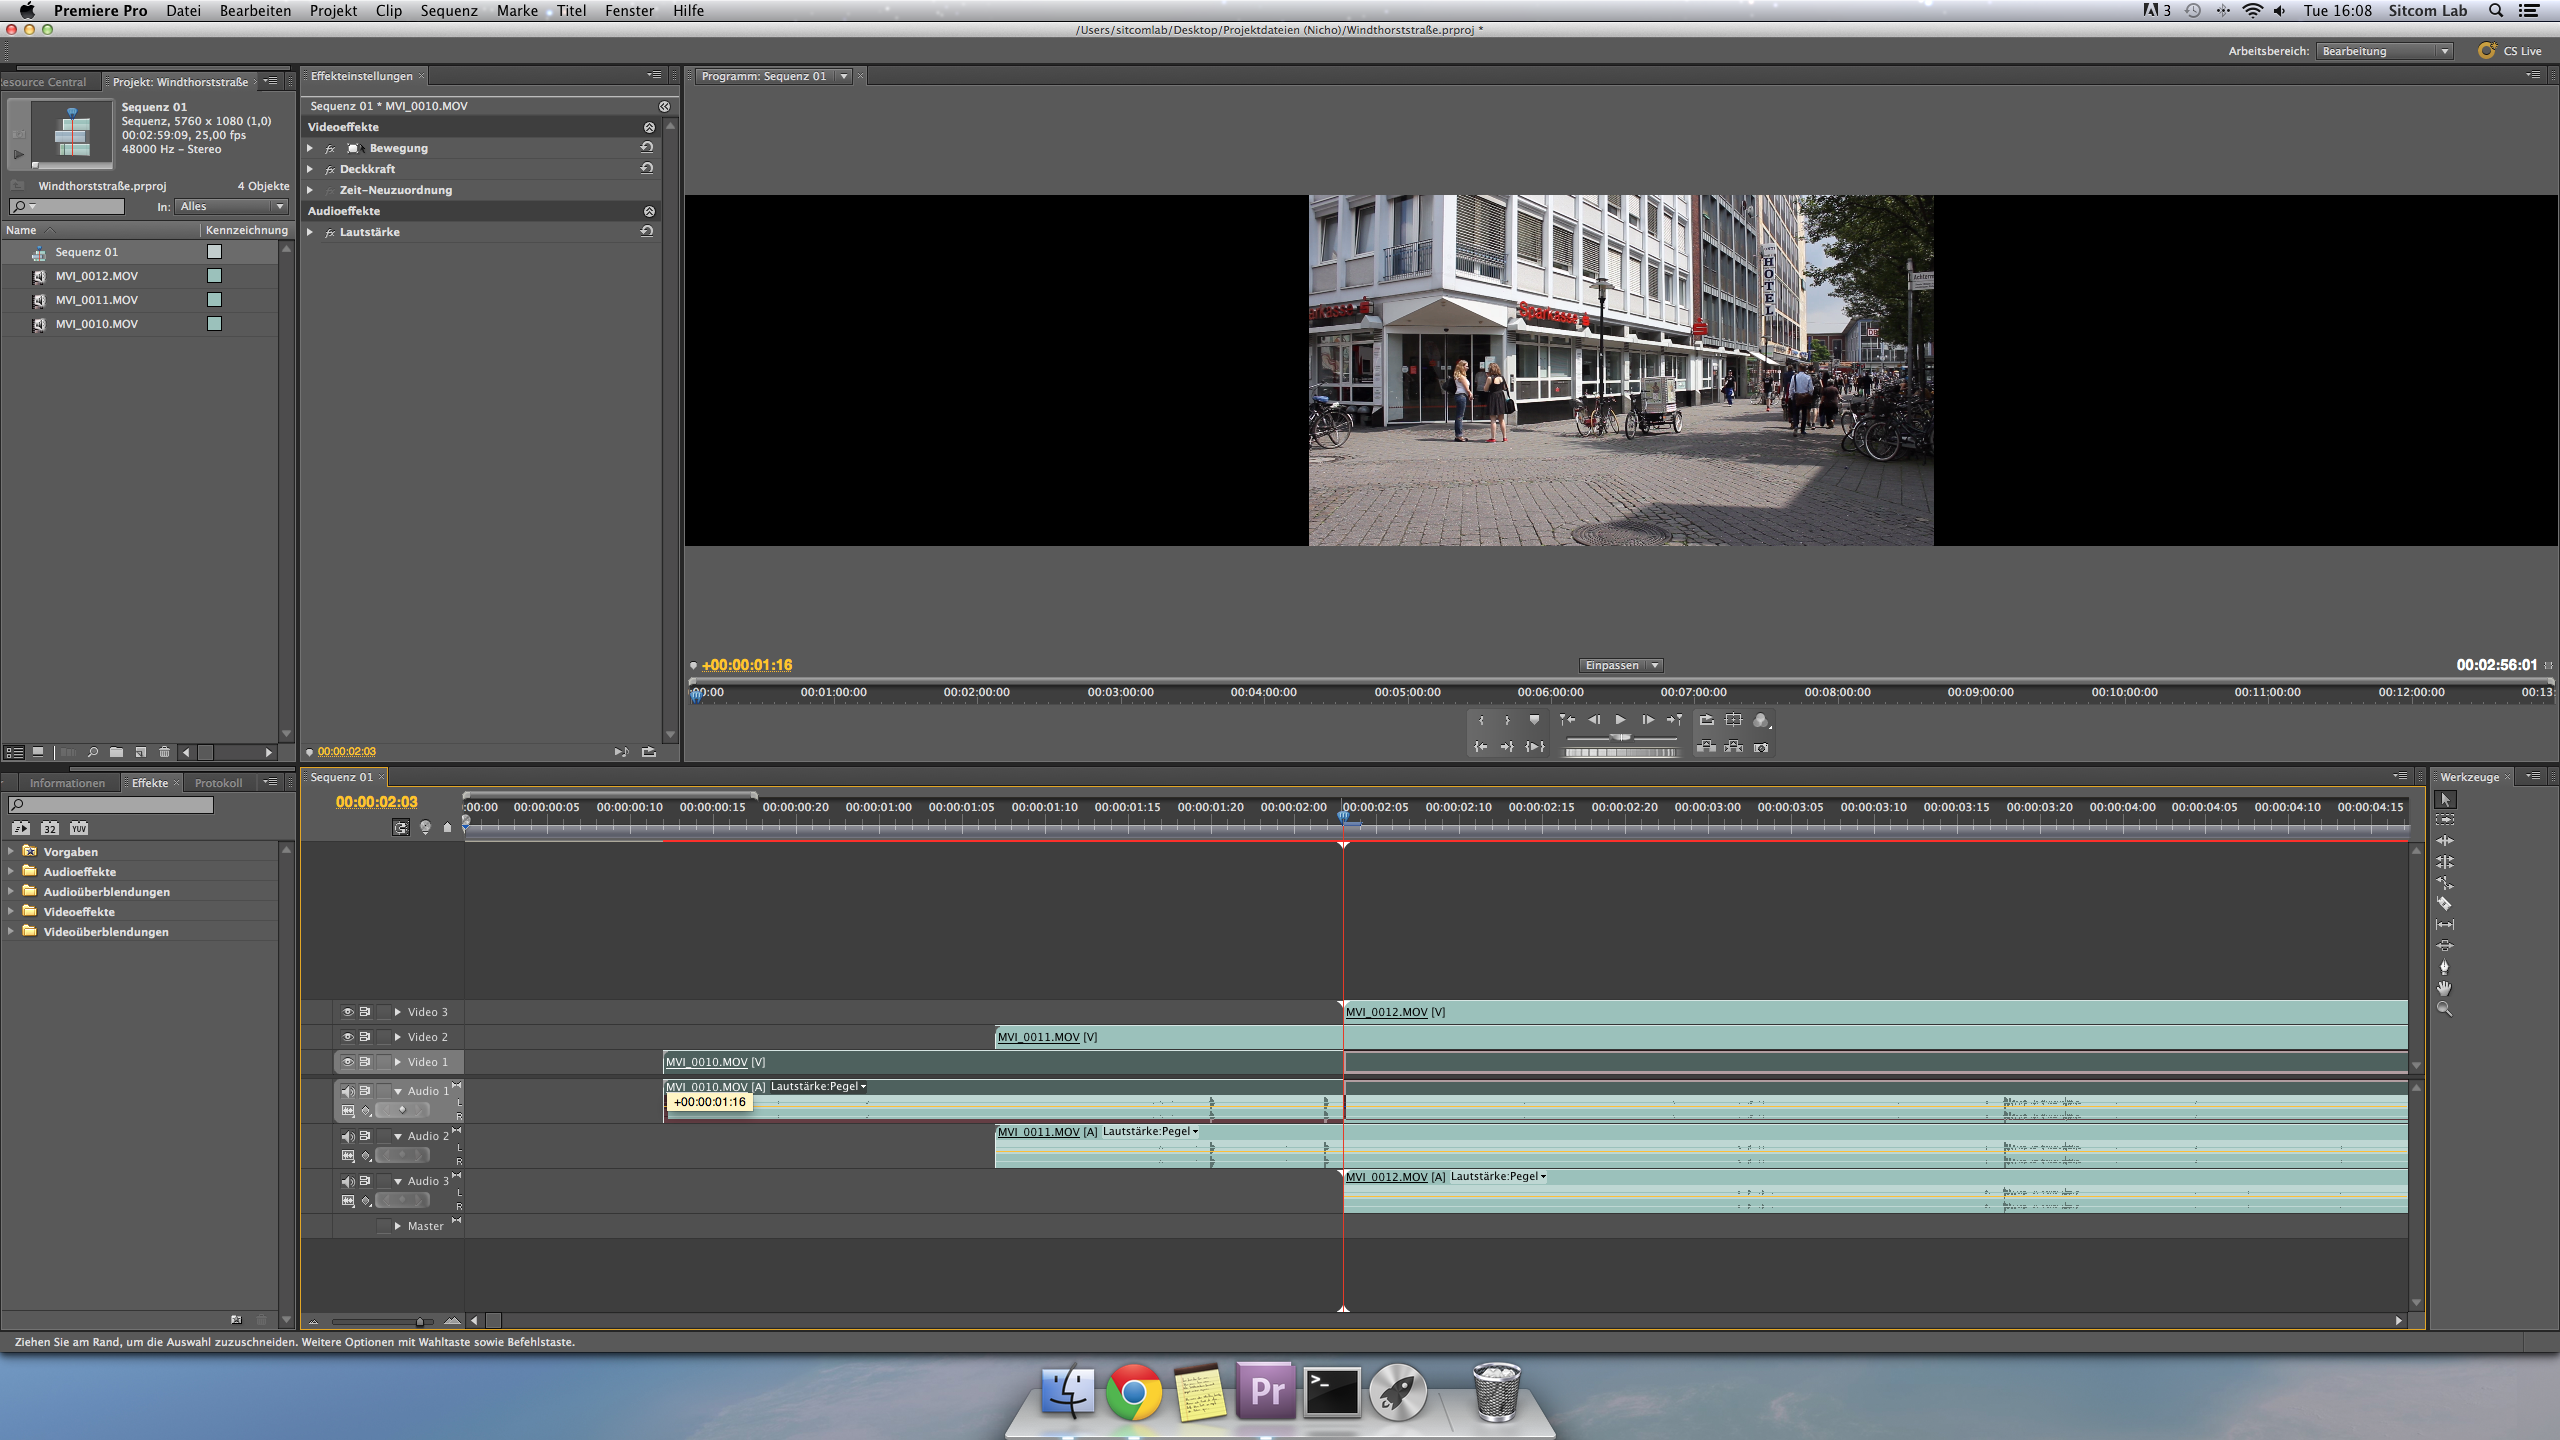 Premiere Pro Datei Bearbeiten Projekt Clip Sequenz Marke Titel Fenster Hilfe
3 Tue 16:08 Sitcom Lab
/Users/sitcomlab/Desktop/Projektdateien (Nicho)/Windthorststraße.prproj *
Arbeitsbereich: Bearbeitung CS Live
esource Central Projekt: Windthorststraße
Sequenz 01
Sequenz, 5760 x 1080 (1,0)
00:02:59:09, 25,00 fps
48000 Hz - Stereo
Windthorststraße.prproj 4 Objekte
In: Alles
Name Kennzeichnung
Sequenz 01
MVI_0012.MOV
MVI_0011.MOV
MVI_0010.MOV
Effekteinstellungen
Sequenz 01 * MVI_0010.MOV
Videoeffekte
fx Bewegung
fx Deckkraft
Zeit-Neuzuordnung
Audioeffekte
fx Lautstärke
00:00:02:03
Programm: Sequenz 01
HOTEL
Sparkasse
DB
+00:00:01:16 Einpassen 00:02:56:01
00:00 00:01:00:00 00:02:00:00 00:03:00:00 00:04:00:00 00:05:00:00 00:06:00:00 00:07:00:00 00:08:00:00 00:09:00:00 00:10:00:00 00:11:00:00 00:12:00:00 00:13:
Informationen Effekte Protokoll
32 YUV
Vorgaben
Audioeffekte
Audioüberblendungen
Videoeffekte
Videoüberblendungen
Sequenz 01
00:00:02:03
:00:00 00:00:00:05 00:00:00:10 00:00:00:15 00:00:00:20 00:00:01:00 00:00:01:05 00:00:01:10 00:00:01:15 00:00:01:20 00:00:02:00 00:00:02:05 00:00:02:10 00:00:02:15 00:00:02:20 00:00:03:00 00:00:03:05 00:00:03:10 00:00:03:15 00:00:03:20 00:00:04:00 00:00:04:05 00:00:04:10 00:00:04:15
Video 3 MVI_0012.MOV [V]
Video 2 MVI_0011.MOV [V]
Video 1 MVI_0010.MOV [V]
Audio 1 MVI_0010.MOV [A] Lautstärke:Pegel
+00:00:01:16
L
R
Audio 2 MVI_0011.MOV [A] Lautstärke:Pegel
L
R
Audio 3 MVI_0012.MOV [A] Lautstärke:Pegel
L
R
Master
Werkzeuge
Ziehen Sie am Rand, um die Auswahl zuzuschneiden. Weitere Optionen mit Wahltaste sowie Befehlstaste.
Pr